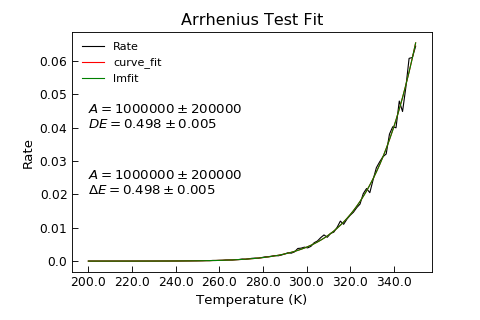 Arrhenius Test Fit
Rate
curve_fit
lmfit
A = 1000000 ± 200000
DE = 0.498 ± 0.005
A = 1000000 ± 200000
ΔE = 0.498 ± 0.005
Rate
0.06
0.05
0.04
0.03
0.02
0.01
0.0
200.0 220.0 240.0 260.0 280.0 300.0 320.0 340.0
Temperature (K)